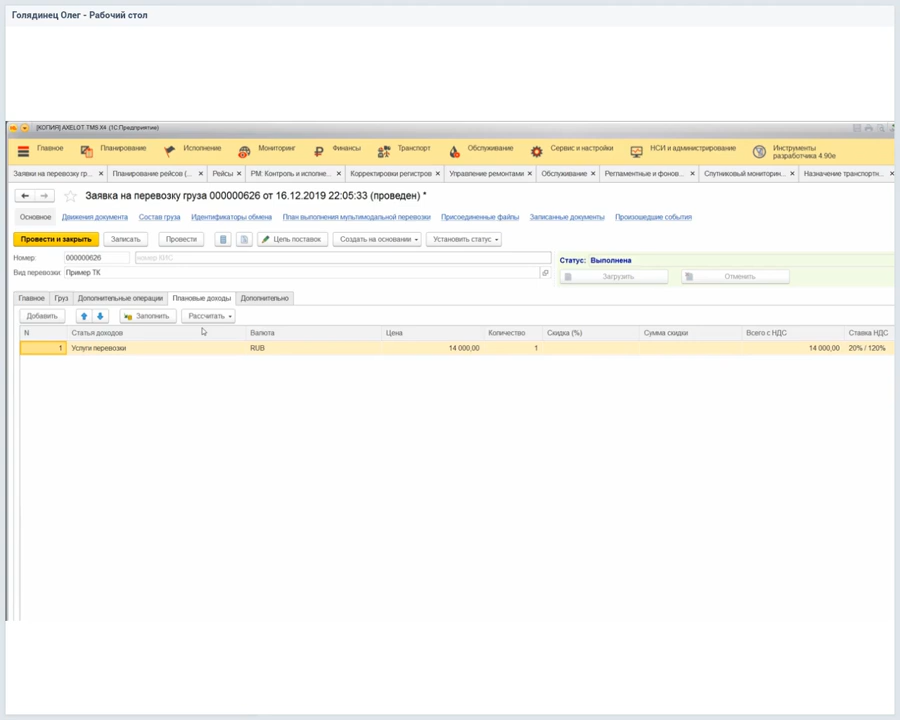 Голядинец Олег - Рабочий стол
[КОПИЯ] AXELOT TMS X4 (1С:Предприятие)
Главное Планирование Исполнение Мониторинг Финансы Транспорт Обслуживание Сервис и настройки НСИ и администрирование Инструменты разработчика 4.90e
Заявки на перевозку гр... × Планирование рейсов (... × Рейсы × РМ: Контроль и исполне... × Корректировки регистров × Управление ремонтами × Обслуживание × Регламентные и фонов... × Спутниковый мониторин... × Назначение транспортн... ×
Заявка на перевозку груза 000000626 от 16.12.2019 22:05:33 (проведен) *
Основное Движения документа Состав груза Идентификаторы обмена План выполнения мультимодальной перевозки Присоединенные файлы Записанные документы Произошедшие события
Провести и закрыть Записать Провести Цепь поставок Создать на основании Установить статус
Номер: 000000626 номер КИС Статус: Выполнена
Вид перевозки: Пример ТК Загрузить Отменить
Главное Груз Дополнительные операции Плановые доходы Дополнительно
Добавить Заполнить Рассчитать
N Статья доходов Валюта Цена Количество Скидка (%) Сумма скидки Всего с НДС Ставка НДС
1 Услуги перевозки RUB 14 000,00 1 14 000,00 20% / 120%